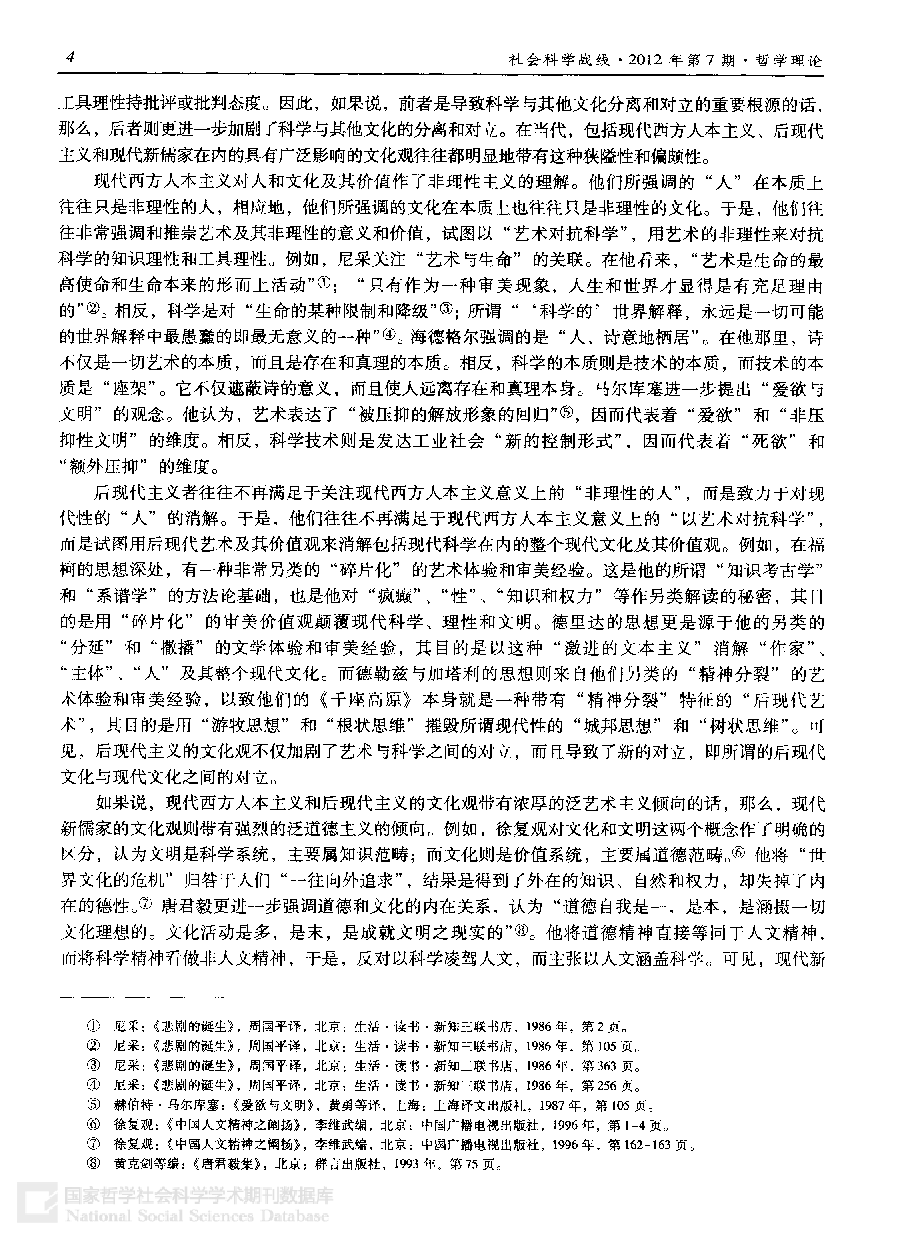 4
社会科学战线·2012 年第 7 期·哲学理论
工具理性持批评或批判态度。因此，如果说，前者是导致科学与其他文化分离和对立的重要根源的话，
那么，后者则更进一步加剧了科学与其他文化的分离和对立。在当代，包括现代西方人本主义、后现代
主义和现代新儒家在内的具有广泛影响的文化观往往都明显地带有这种狭隘性和偏颇性。
现代西方人本主义对人和文化及其价值作了非理性主义的理解。他们所强调的“人”在本质上
往往只是非理性的人，相应地，他们所强调的文化在本质上也往往只是非理性的文化。于是，他们往
往非常强调和推崇艺术及其非理性的意义和价值，试图以“艺术对抗科学”，用艺术的非理性来对抗
科学的知识理性和工具理性。例如，尼采关注“艺术与生命”的关联。在他看来，“艺术是生命的最
高使命和生命本来的形而上活动”①；“只有作为一种审美现象，人生和世界才显得是有充足理由
的”②。相反，科学是对“生命的某种限制和降级”③；所谓“‘科学的’世界解释，永远是一切可能
的世界解释中最愚蠢的即最无意义的一种”④。海德格尔强调的是“人，诗意地栖居”。在他那里，诗
不仅是一切艺术的本质，而且是存在和真理的本质。相反，科学的本质则是技术的本质，而技术的本
质是“座架”。它不仅遮蔽诗的意义，而且使人远离存在和真理本身。马尔库塞进一步提出“爱欲与
文明”的观念。他认为，艺术表达了“被压抑的解放形象的回归”⑤，因而代表着“爱欲”和“非压
抑性文明”的维度。相反，科学技术则是发达工业社会“新的控制形式”，因而代表着“死欲”和
“额外压抑”的维度。
后现代主义者往往不再满足于关注现代西方人本主义意义上的“非理性的人”，而是致力于对现
代性的“人”的消解。于是，他们往往不再满足于现代西方人本主义意义上的“以艺术对抗科学”，
而是试图用后现代艺术及其价值观来消解包括现代科学在内的整个现代文化及其价值观。例如，在福
柯的思想深处，有一种非常另类的“碎片化”的艺术体验和审美经验。这是他的所谓“知识考古学”
和“系谱学”的方法论基础，也是他对“疯癫”、“性”、“知识和权力”等作另类解读的秘密，其目
的是用“碎片化”的审美价值观颠覆现代科学、理性和文明。德里达的思想更是源于他的另类的
“分延”和“撒播”的文学体验和审美经验，其目的是以这种“激进的文本主义”消解“作家”、
“主体”、“人”及其整个现代文化。而德勒兹与加塔利的思想则来自他们另类的“精神分裂”的艺
术体验和审美经验，以致他们的《千座高原》本身就是一种带有“精神分裂”特征的“后现代艺
术”，其目的是用“游牧思想”和“根状思维”摧毁所谓现代性的“城邦思想”和“树状思维”。可
见，后现代主义的文化观不仅加剧了艺术与科学之间的对立，而且导致了新的对立，即所谓的后现代
文化与现代文化之间的对立。
如果说，现代西方人本主义和后现代主义的文化观带有浓厚的泛艺术主义倾向的话，那么，现代
新儒家的文化观则带有强烈的泛道德主义的倾向。例如，徐复观对文化和文明这两个概念作了明确的
区分，认为文明是科学系统，主要属知识范畴；而文化则是价值系统，主要属道德范畴。⑥ 他将“世
界文化的危机”归咎于人们“一往向外追求”，结果是得到了外在的知识、自然和权力，却失掉了内
在的德性。⑦ 唐君毅更进一步强调道德和文化的内在关系，认为“道德自我是一，是本，是涵摄一切
文化理想的。文化活动是多，是末，是成就文明之现实的”⑧。他将道德精神直接等同于人文精神，
而将科学精神看做非人文精神，于是，反对以科学凌驾人文，而主张以人文涵盖科学。可见，现代新
① 尼采：《悲剧的诞生》，周国平译，北京：生活·读书·新知三联书店，1986 年，第 2 页。
② 尼采：《悲剧的诞生》，周国平译，北京：生活·读书·新知三联书店，1986 年，第 105 页。
③ 尼采：《悲剧的诞生》，周国平译，北京：生活·读书·新知三联书店，1986 年，第 363 页。
④ 尼采：《悲剧的诞生》，周国平译，北京：生活·读书·新知三联书店，1986 年，第 256 页。
⑤ 赫伯特·马尔库塞：《爱欲与文明》，黄勇等译，上海：上海译文出版社，1987 年，第 105 页。
⑥ 徐复观：《中国人文精神之阐扬》，李维武编，北京：中国广播电视出版社，1996 年，第 1-4 页。
⑦ 徐复观：《中国人文精神之阐扬》，李维武编，北京：中国广播电视出版社，1996 年，第 162-163 页。
⑧ 黄克剑等编：《唐君毅集》，北京：群言出版社，1993 年，第 75 页。
国家哲学社会科学学术期刊数据库
National Social Sciences Database